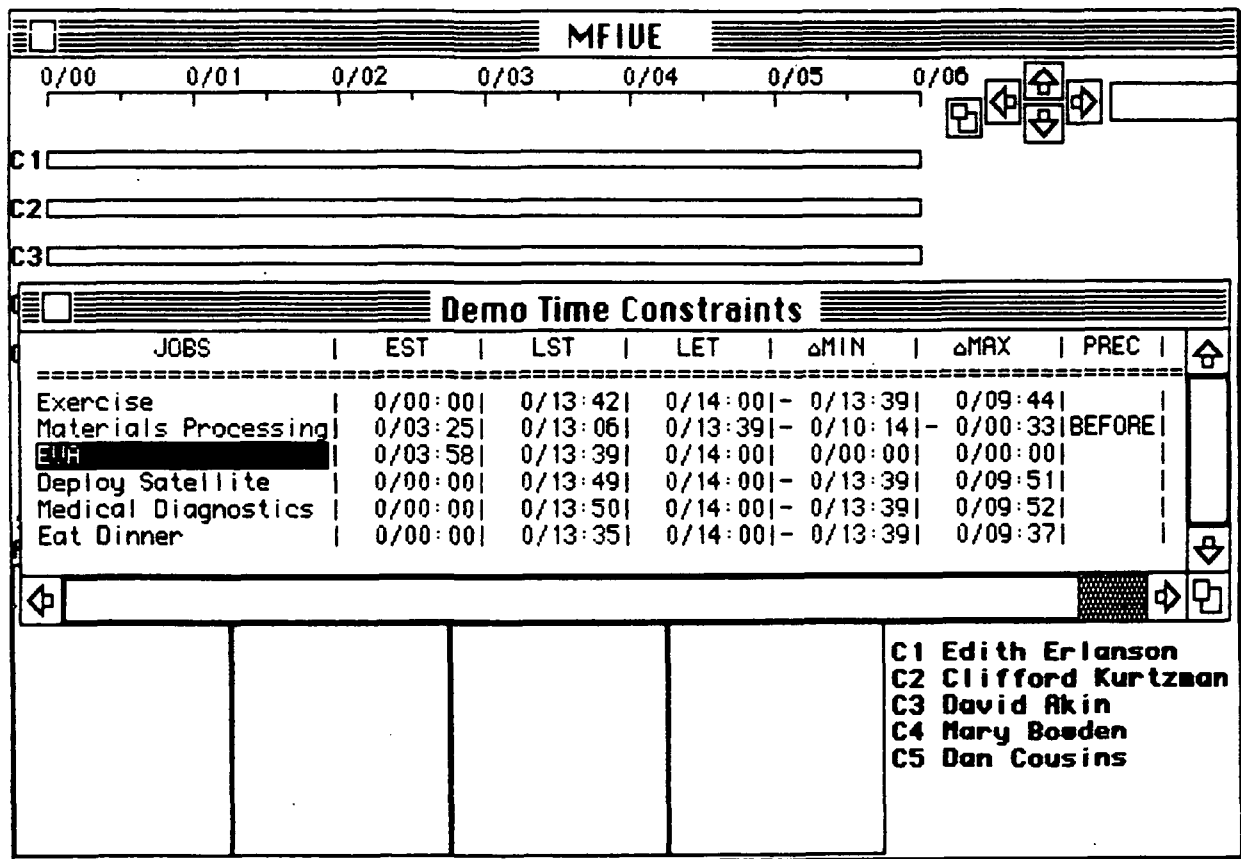 MFIVE
0/00 0/01 0/02 0/03 0/04 0/05 0/06
C1
C2
C3
Demo Time Constraints
JOBS | EST | LST | LET | △MIN | △MAX | PREC |
==============================================================================
Exercise | 0/00:00| 0/13:42| 0/14:00|- 0/13:39| 0/09:44| |
Materials Processing| 0/03:25| 0/13:06| 0/13:39|- 0/10:14|- 0/00:33|BEFORE|
EVA | 0/03:58| 0/13:39| 0/14:00| 0/00:00| 0/00:00| |
Deploy Satellite | 0/00:00| 0/13:49| 0/14:00|- 0/13:39| 0/09:51| |
Medical Diagnostics | 0/00:00| 0/13:50| 0/14:00|- 0/13:39| 0/09:52| |
Eat Dinner | 0/00:00| 0/13:35| 0/14:00|- 0/13:39| 0/09:37| |
C1 Edith Erlanson
C2 Clifford Kurtzman
C3 David Akin
C4 Mary Bowden
C5 Dan Cousins